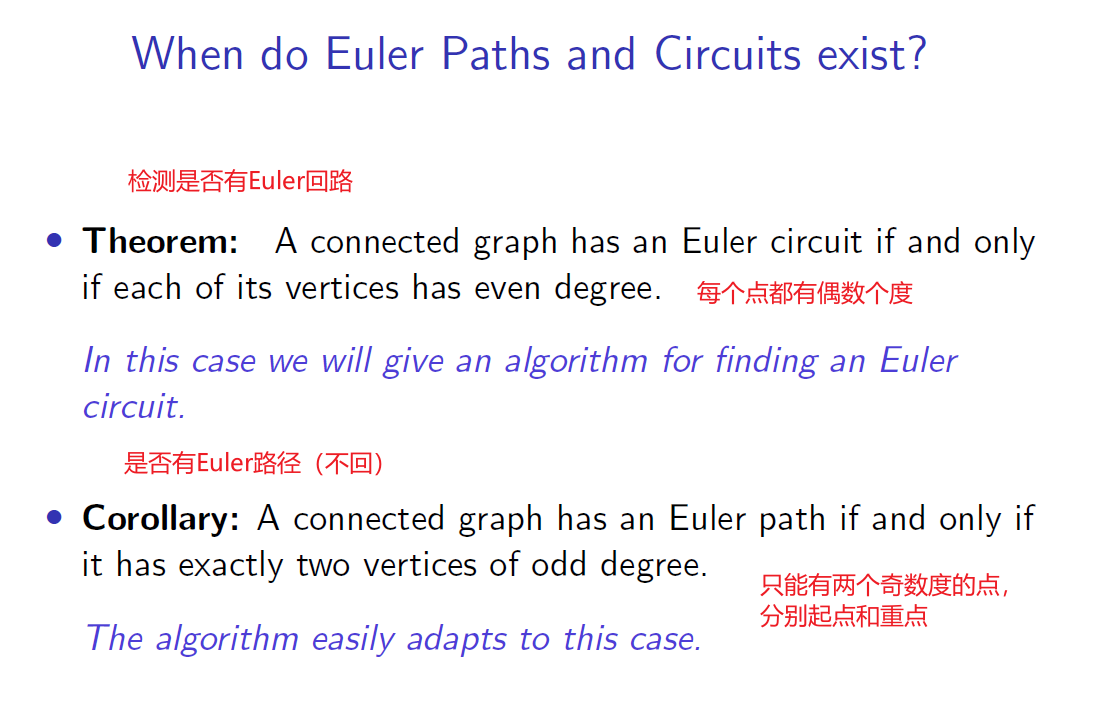 When do Euler Paths and Circuits exist?
检测是否有Euler回路
• Theorem: A connected graph has an Euler circuit if and only
if each of its vertices has even degree.
每个点都有偶数个度
In this case we will give an algorithm for finding an Euler
circuit.
是否有Euler路径（不回）
• Corollary: A connected graph has an Euler path if and only if
it has exactly two vertices of odd degree.
只能有两个奇数度的点，
分别起点和重点
The algorithm easily adapts to this case.